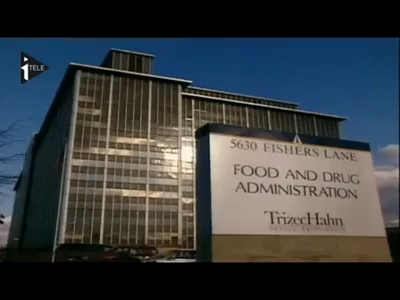 i
TELE
5630 FISHERS LANE
FOOD AND DRUG
ADMINISTRATION
TrizecHahn